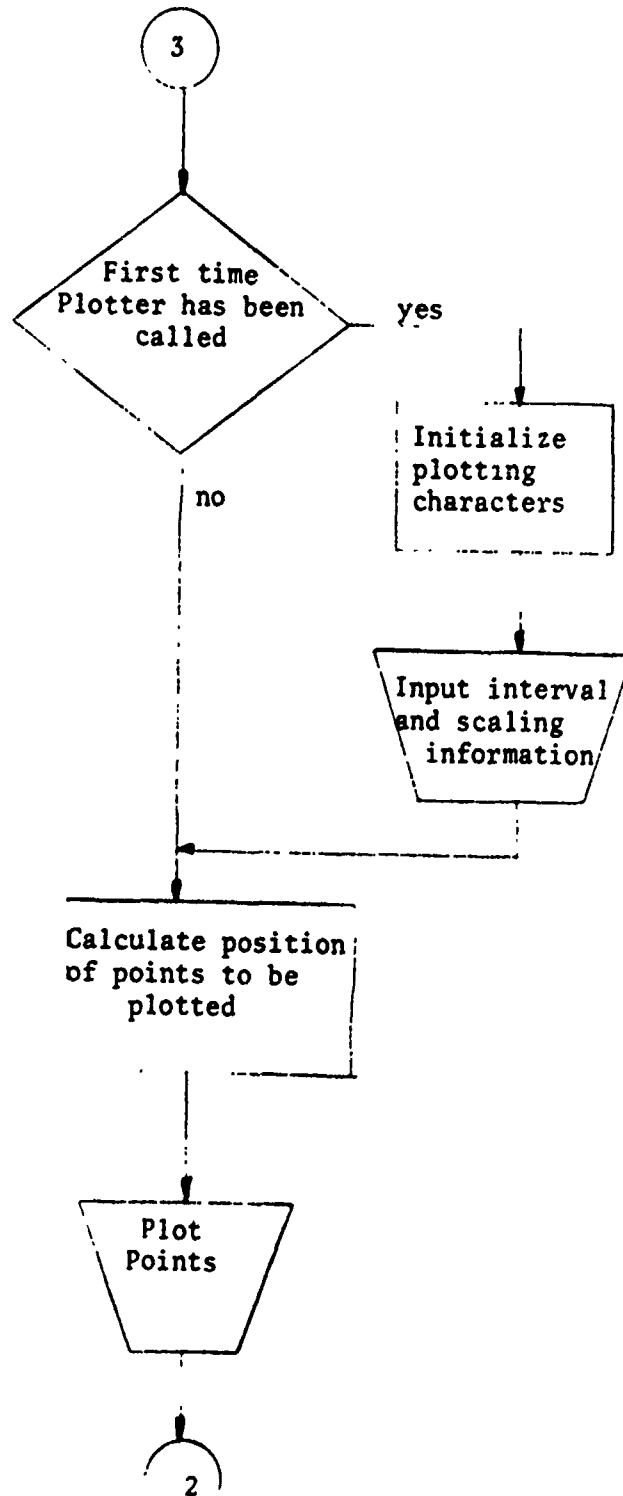 3
First time
Plotter has been
called
yes
no
Initialize
plotting
characters
Input interval
and scaling
information
Calculate position
of points to be
plotted
Plot
Points
2